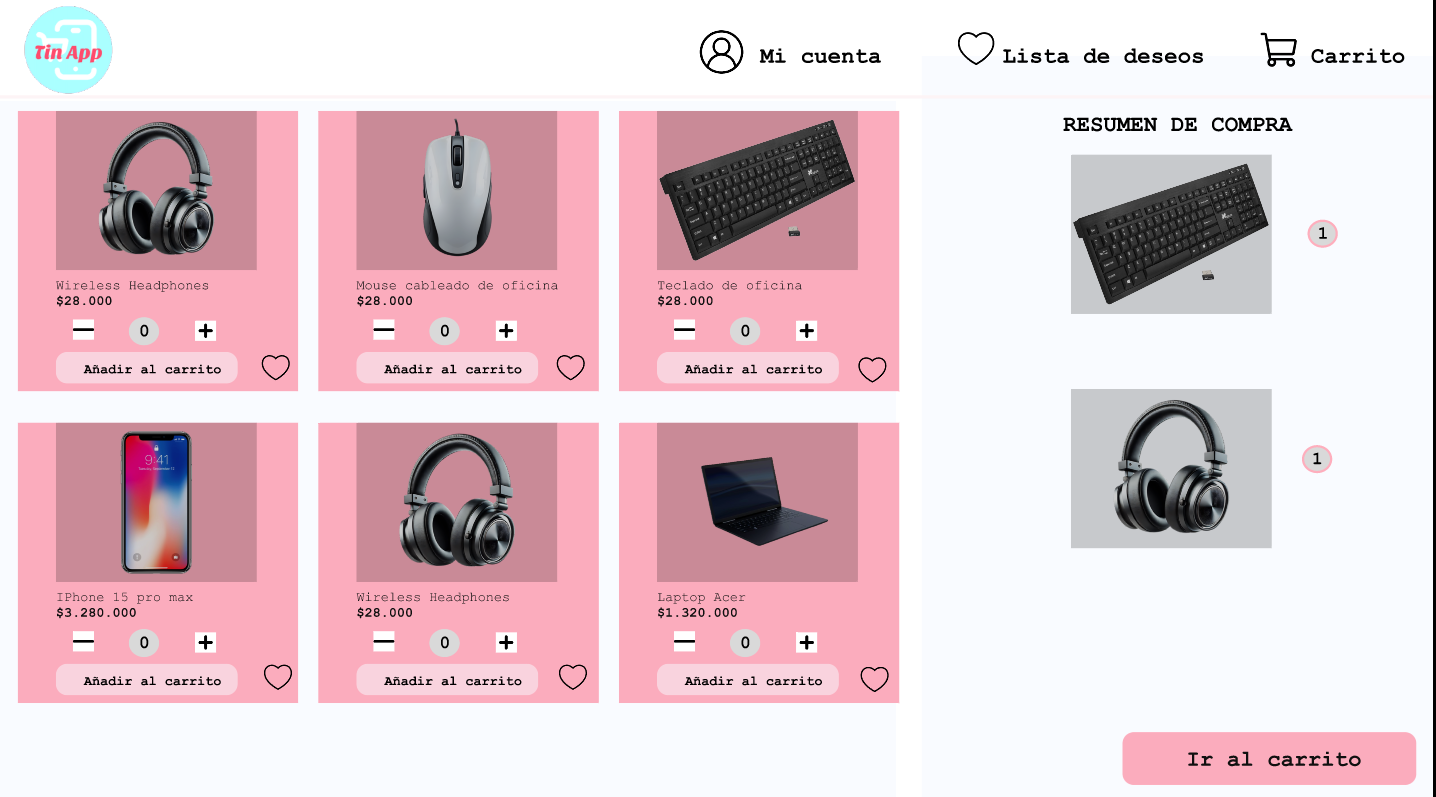 Tin App
Mi cuenta
Lista de deseos
Carrito
Wireless Headphones
$28.000
0
Añadir al carrito
Mouse cableado de oficina
$28.000
0
Añadir al carrito
Teclado de oficina
$28.000
0
Añadir al carrito
9:41
IPhone 15 pro max
$3.280.000
0
Añadir al carrito
Wireless Headphones
$28.000
0
Añadir al carrito
Laptop Acer
$1.320.000
0
Añadir al carrito
RESUMEN DE COMPRA
1
1
Ir al carrito